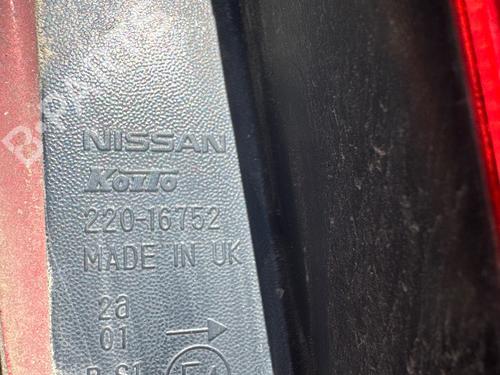 NISSAN
KOITO
220-16752
MADE IN UK
2a
01